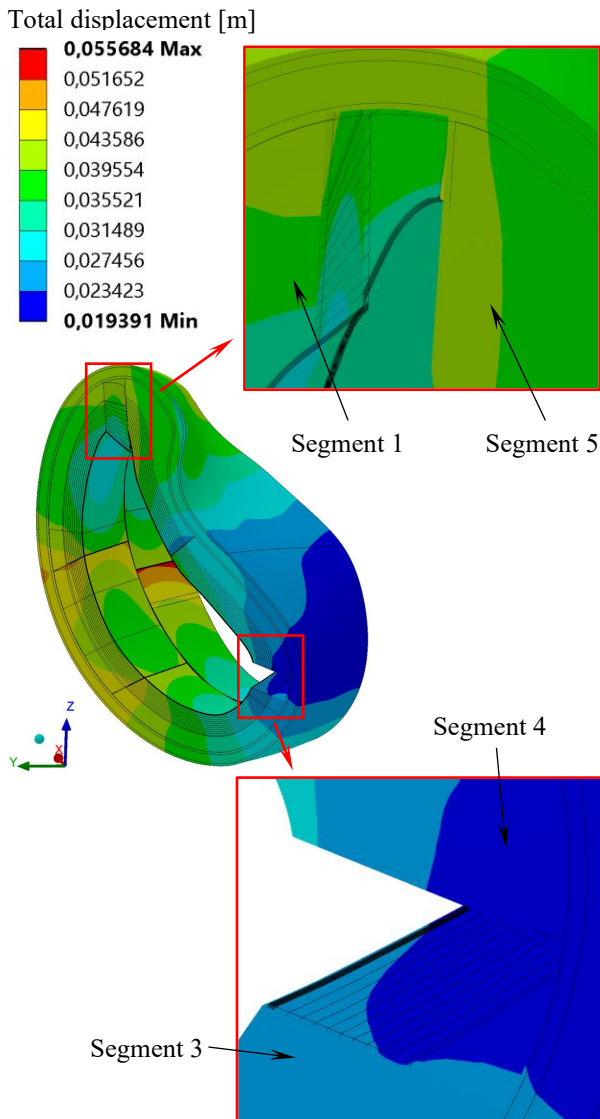 Total displacement [m]
0,055684 Max
0,051652
0,047619
0,043586
0,039554
0,035521
0,031489
0,027456
0,023423
0,019391 Min
Segment 1
Segment 5
Z
Y
X
Segment 4
Segment 3